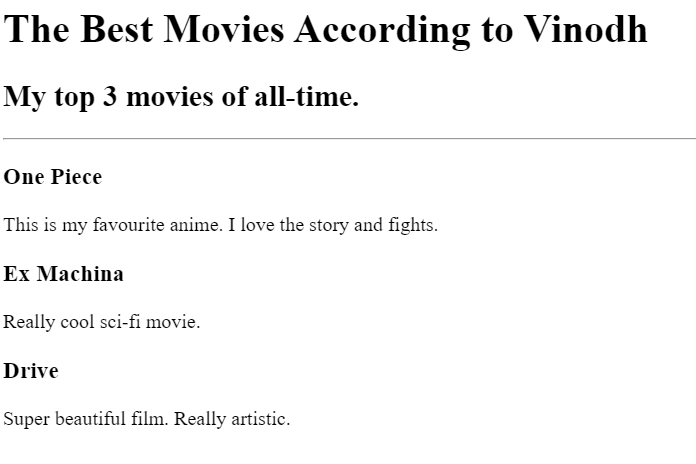 The Best Movies According to Vinodh
My top 3 movies of all-time.
One Piece
This is my favourite anime. I love the story and fights.
Ex Machina
Really cool sci-fi movie.
Drive
Super beautiful film. Really artistic.